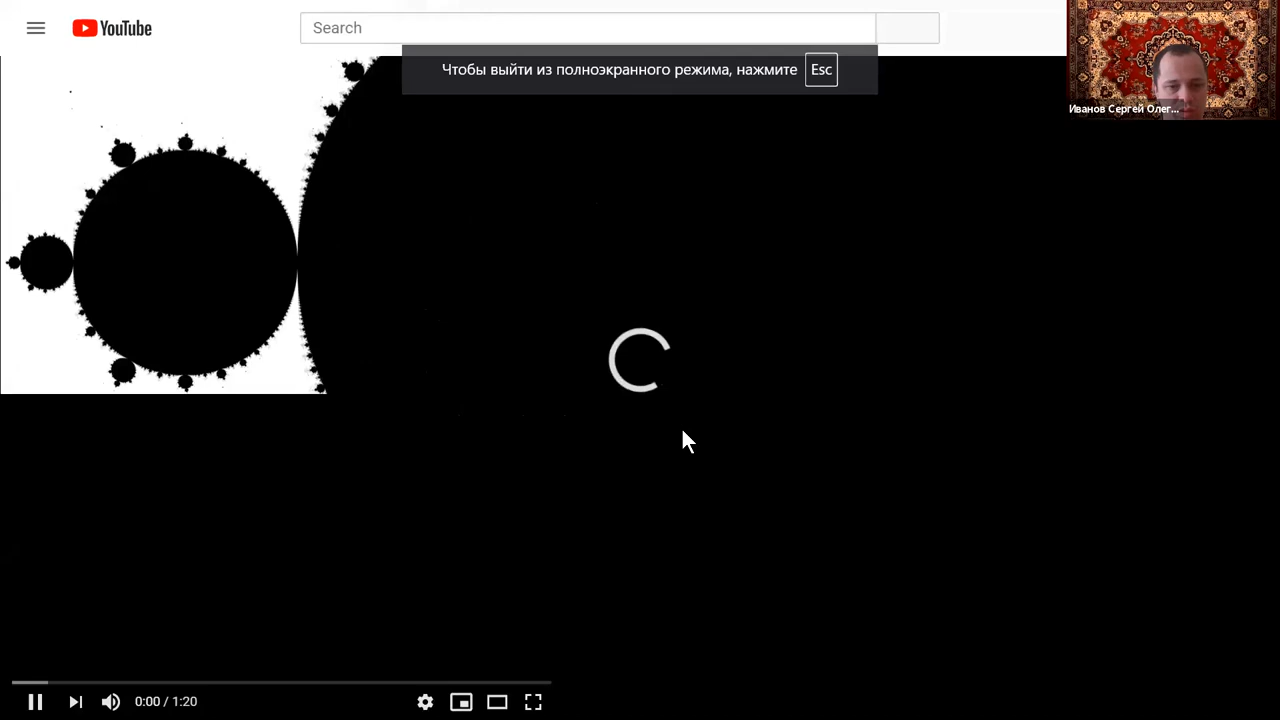 YouTube
Search
Чтобы выйти из полноэкранного режима, нажмите Esc
Иванов Сергей Олег...
0:00 / 1:20